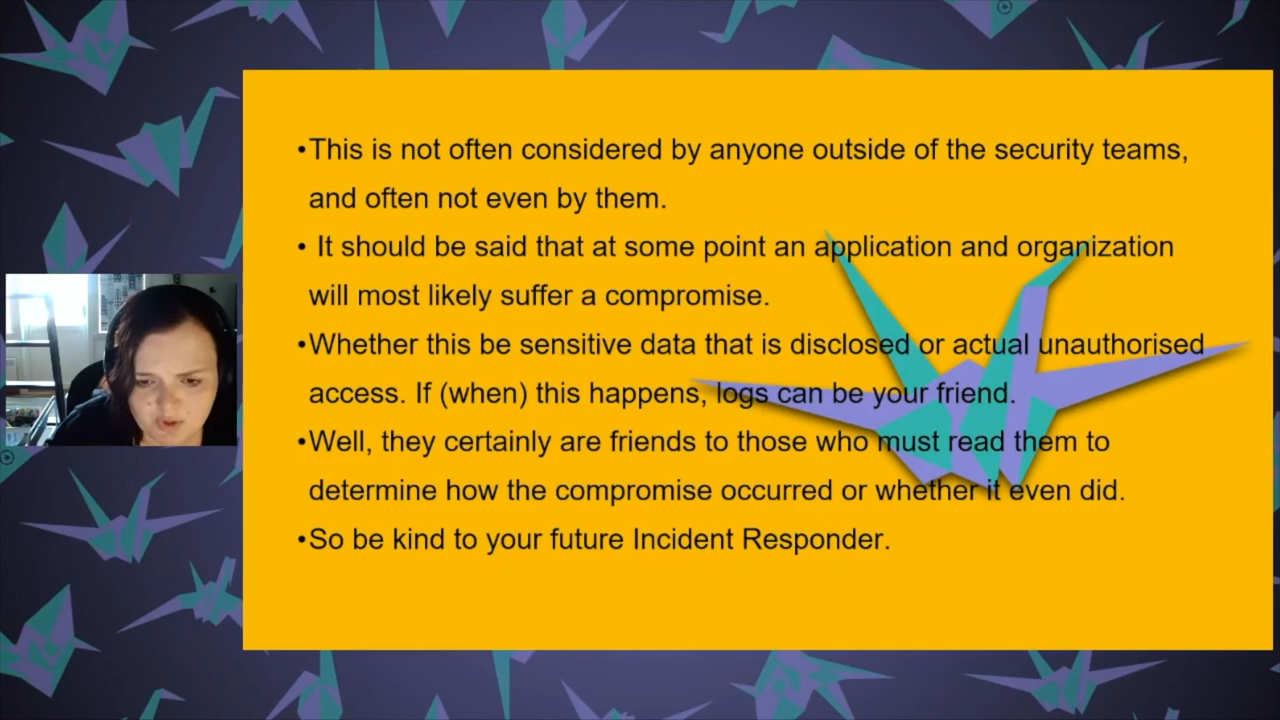 •This is not often considered by anyone outside of the security teams,
and often not even by them.
• It should be said that at some point an application and organization
will most likely suffer a compromise.
•Whether this be sensitive data that is disclosed or actual unauthorised
access. If (when) this happens, logs can be your friend.
•Well, they certainly are friends to those who must read them to
determine how the compromise occurred or whether it even did.
•So be kind to your future Incident Responder.